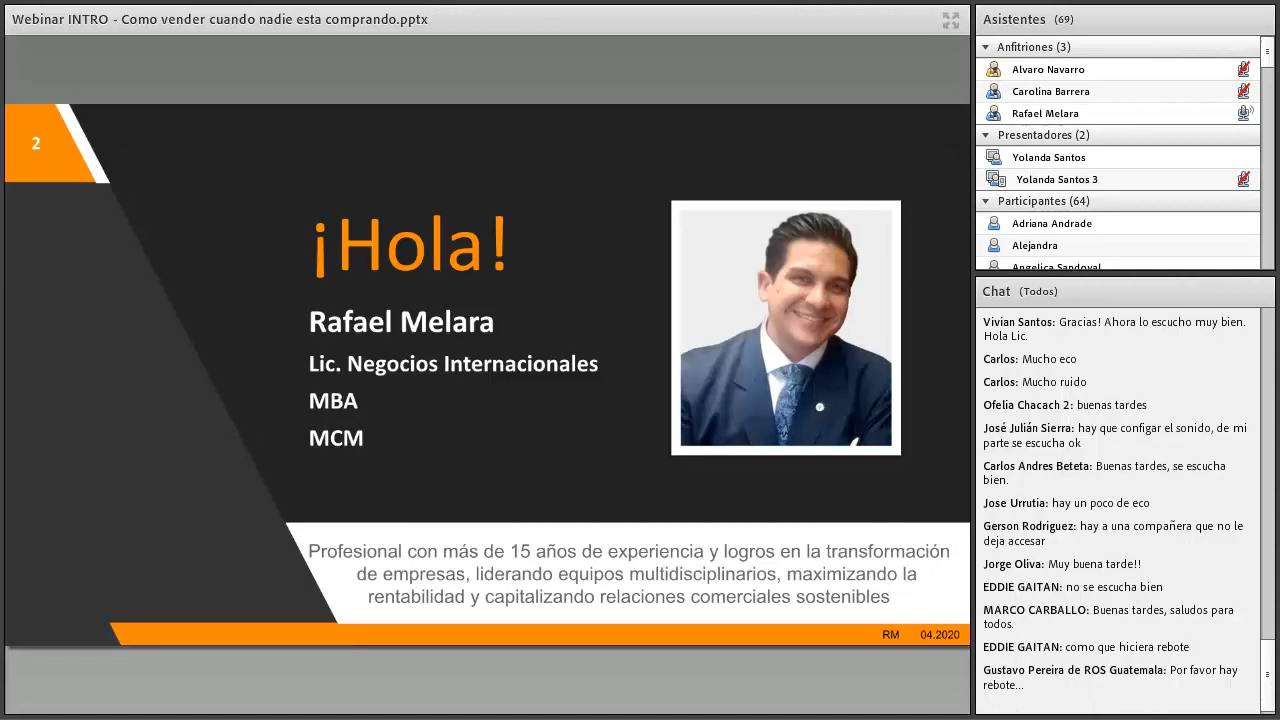 Webinar INTRO - Como vender cuando nadie esta comprando.pptx
2
¡Hola!
Rafael Melara
Lic. Negocios Internacionales
MBA
MCM
Profesional con más de 15 años de experiencia y logros en la transformación
de empresas, liderando equipos multidisciplinarios, maximizando la
rentabilidad y capitalizando relaciones comerciales sostenibles
RM 04.2020
Asistentes (69)
Anfitriones (3)
Alvaro Navarro
Carolina Barrera
Rafael Melara
Presentadores (2)
Yolanda Santos
Yolanda Santos 3
Participantes (64)
Adriana Andrade
Alejandra
Angelica Sandoval
Chat (Todos)
Vivian Santos: Gracias! Ahora lo escucho muy bien.
Hola Lic.
Carlos: Mucho eco
Carlos: Mucho ruido
Ofelia Chacach 2: buenas tardes
José Julián Sierra: hay que configar el sonido, de mi
parte se escucha ok
Carlos Andres Beteta: Buenas tardes, se escucha
bien.
Jose Urrutia: hay un poco de eco
Gerson Rodriguez: hay a una compañera que no le
deja accesar
Jorge Oliva: Muy buena tarde!!
EDDIE GAITAN: no se escucha bien
MARCO CARBALLO: Buenas tardes, saludos para
todos.
EDDIE GAITAN: como que hiciera rebote
Gustavo Pereira de ROS Guatemala: Por favor hay
rebote...